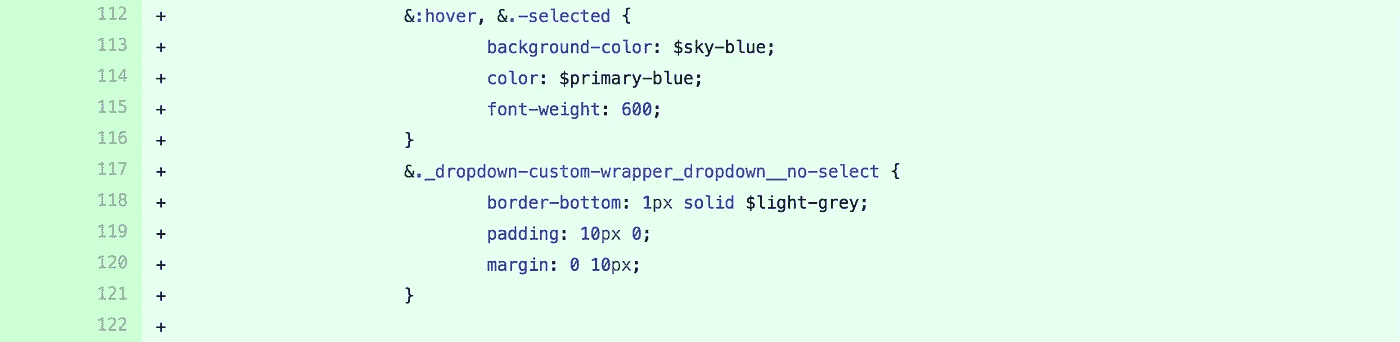 112 + &:hover, &.-selected {
113 + background-color: $sky-blue;
114 + color: $primary-blue;
115 + font-weight: 600;
116 + }
117 + &._dropdown-custom-wrapper_dropdown__no-select {
118 + border-bottom: 1px solid $light-grey;
119 + padding: 10px 0;
120 + margin: 0 10px;
121 + }
122 +